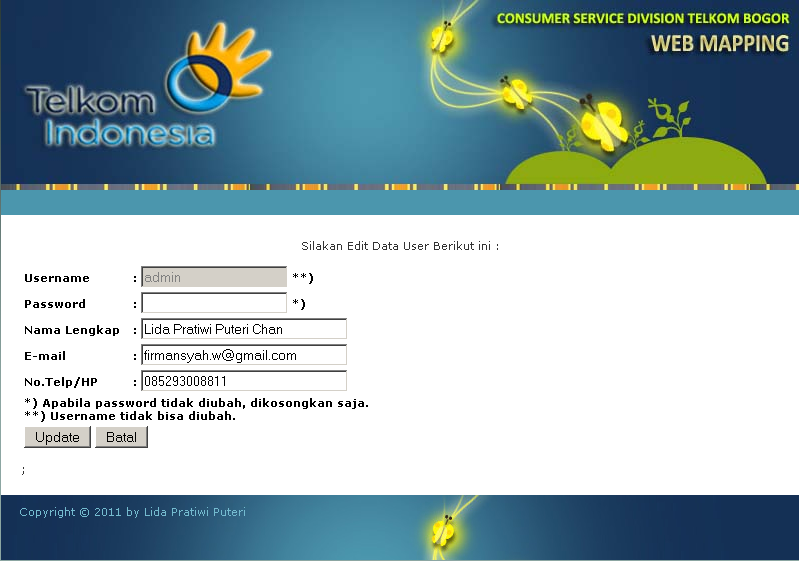 CONSUMER SERVICE DIVISION TELKOM BOGOR
WEB MAPPING
Telkom
Indonesia
Silakan Edit Data User Berikut ini :
Username : admin **)
Password : *)
Nama Lengkap : Lida Pratiwi Puteri Chan
E-mail : firmansyah.w@gmail.com
No.Telp/HP : 085293008811
*) Apabila password tidak diubah, dikosongkan saja.
**) Username tidak bisa diubah.
Update Batal
;
Copyright © 2011 by Lida Pratiwi Puteri